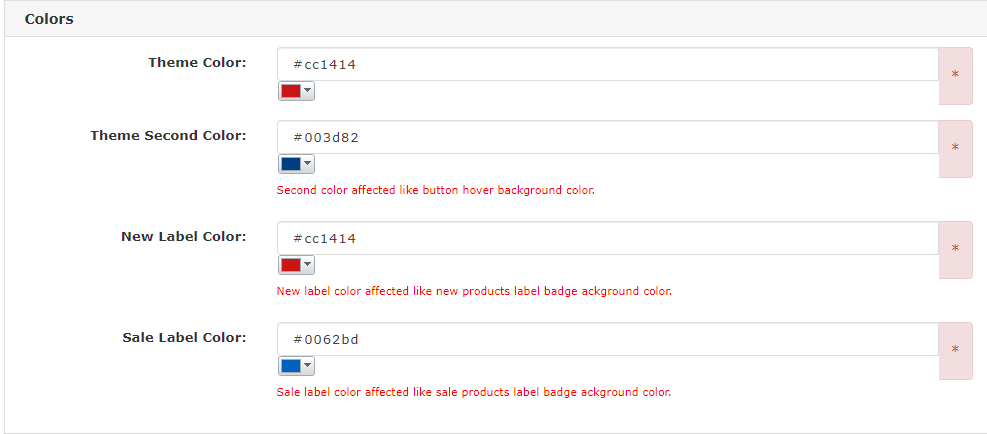 Colors
Theme Color:
#cc1414
*
Theme Second Color:
#003d82
*
Second color affected like button hover background color.
New Label Color:
#cc1414
*
New label color affected like new products label badge ackground color.
Sale Label Color:
#0062bd
*
Sale label color affected like sale products label badge ackground color.